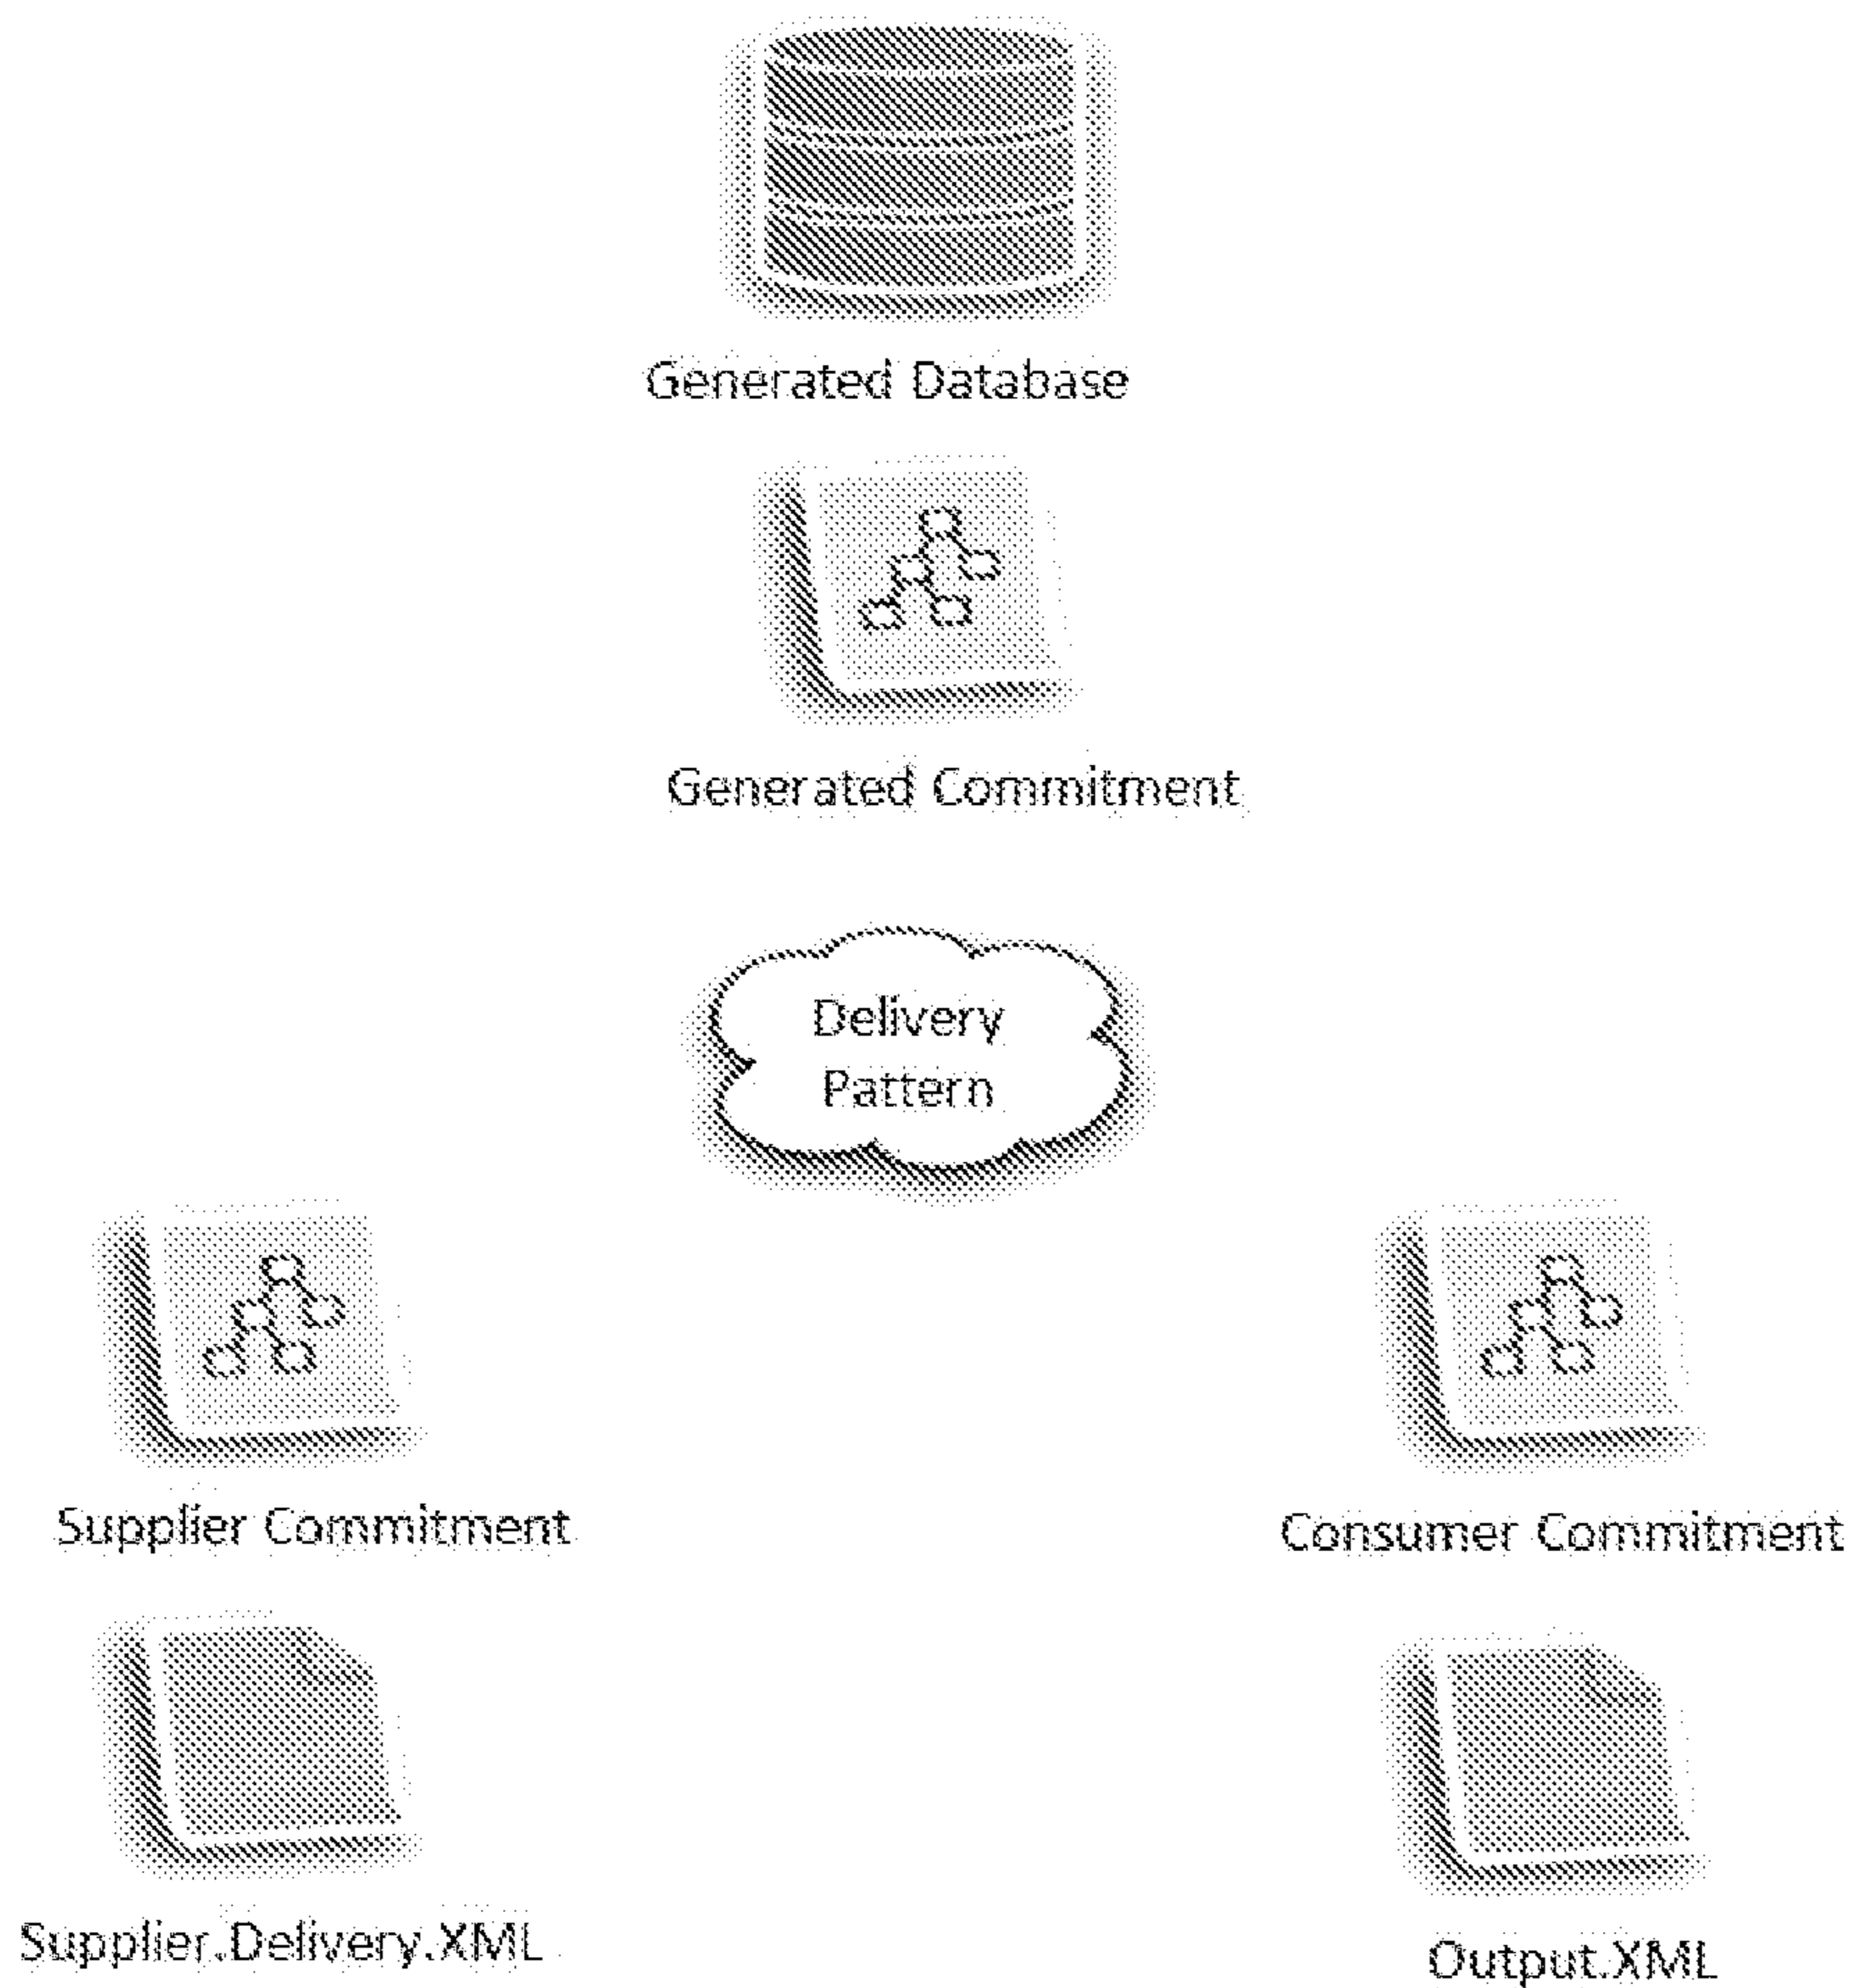 Generated Database
Generated Commitment
Delivery
Pattern
Supplier Commitment
Consumer Commitment
Supplier.Delivery.XML
Output.XML